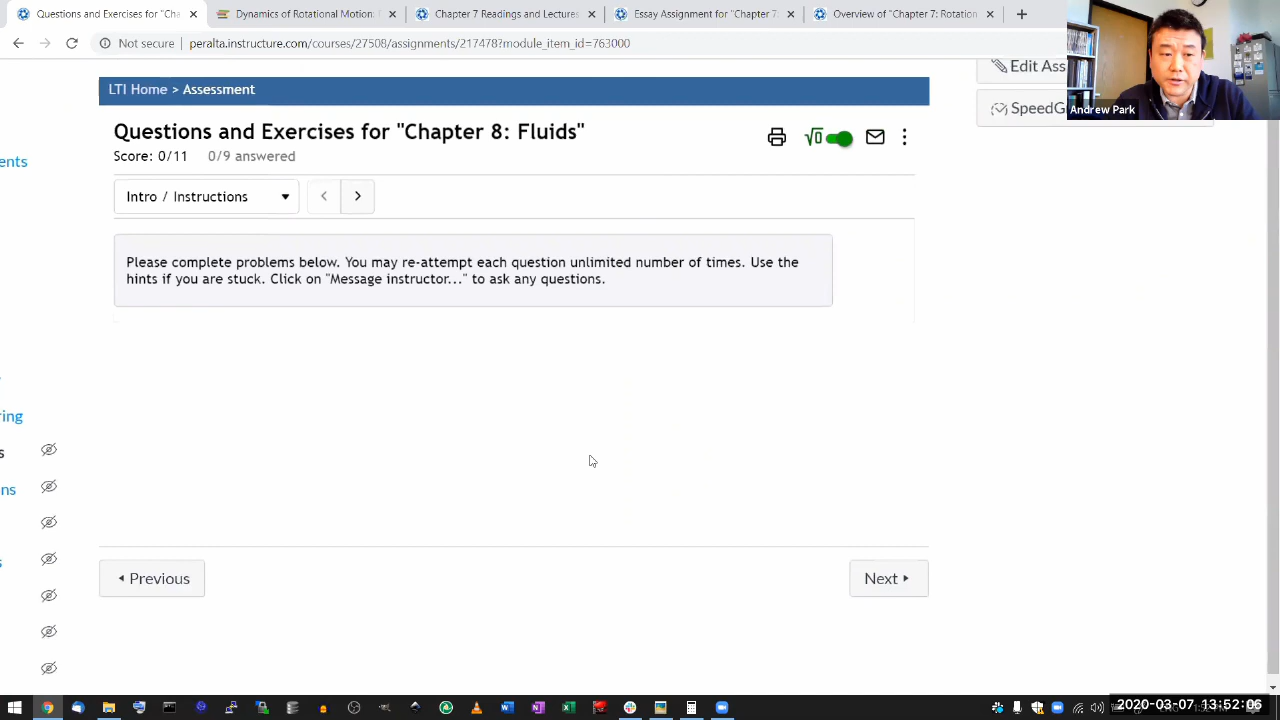 Questions and Exercises for "Cha
Dynamics of Rotational Motion:
Chapter 7 Readings and Lectures
Essay Assignment of "Chapter 7:
Overview of "Chapter 7: Rotation
Not secure | peralta.instructure.com/courses/27500/assignments/217478?module_item_id=763000
Edit Ass
SpeedG
Andrew Park
LTI Home > Assessment
Questions and Exercises for "Chapter 8: Fluids"
Score: 0/11 0/9 answered
√0
ents
Intro / Instructions
< >
Please complete problems below. You may re-attempt each question unlimited number of times. Use the
hints if you are stuck. Click on "Message instructor..." to ask any questions.
ring
s
ns
s
Previous
Next
2020-03-07 13:52:06